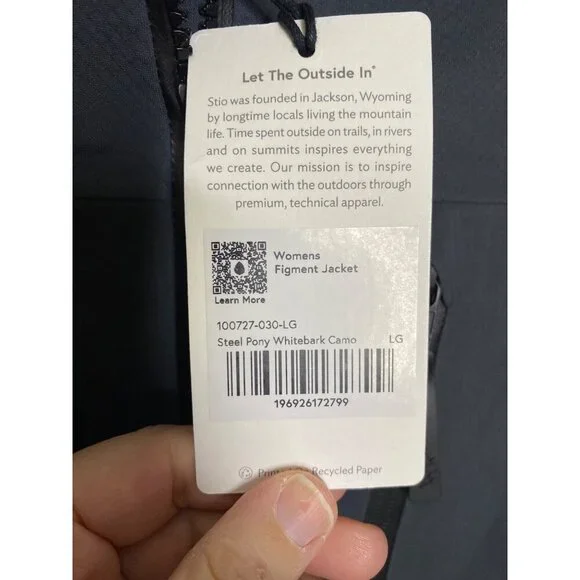 Let The Outside In®
Stio was founded in Jackson, Wyoming
by longtime locals living the mountain
life. Time spent outside on trails, in rivers
and on summits inspires everything
we create. Our mission is to inspire
connection with the outdoors through
premium, technical apparel.
Womens
Figment Jacket
Learn More
100727-030-LG
Steel Pony Whitebark Camo LG
196926172799
Recycled Paper